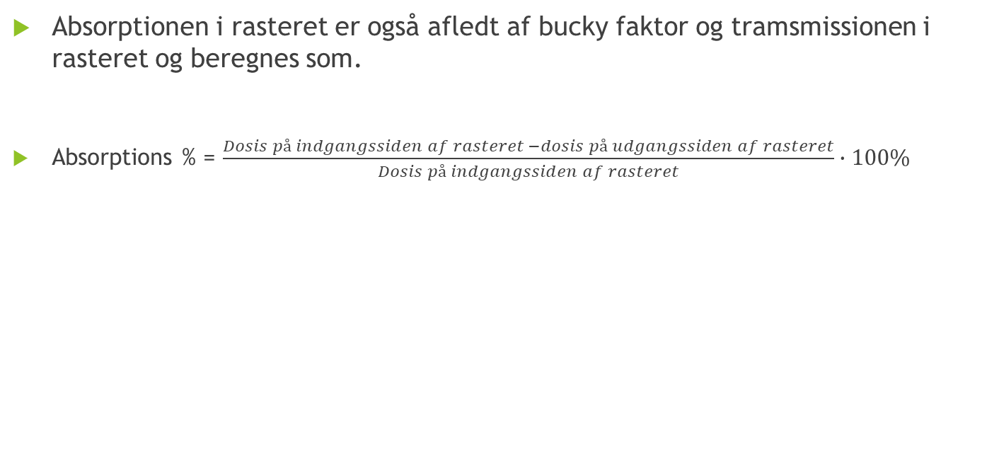 Absorptionen i rasteret er også afledt af bucky faktor og tramsmissionen i
rasteret og beregnes som.
Absorptions % = \frac{Dosis på indgangssiden af rasteret −dosis på udgangssiden af rasteret}{Dosis på indgangssiden af rasteret} · 100%